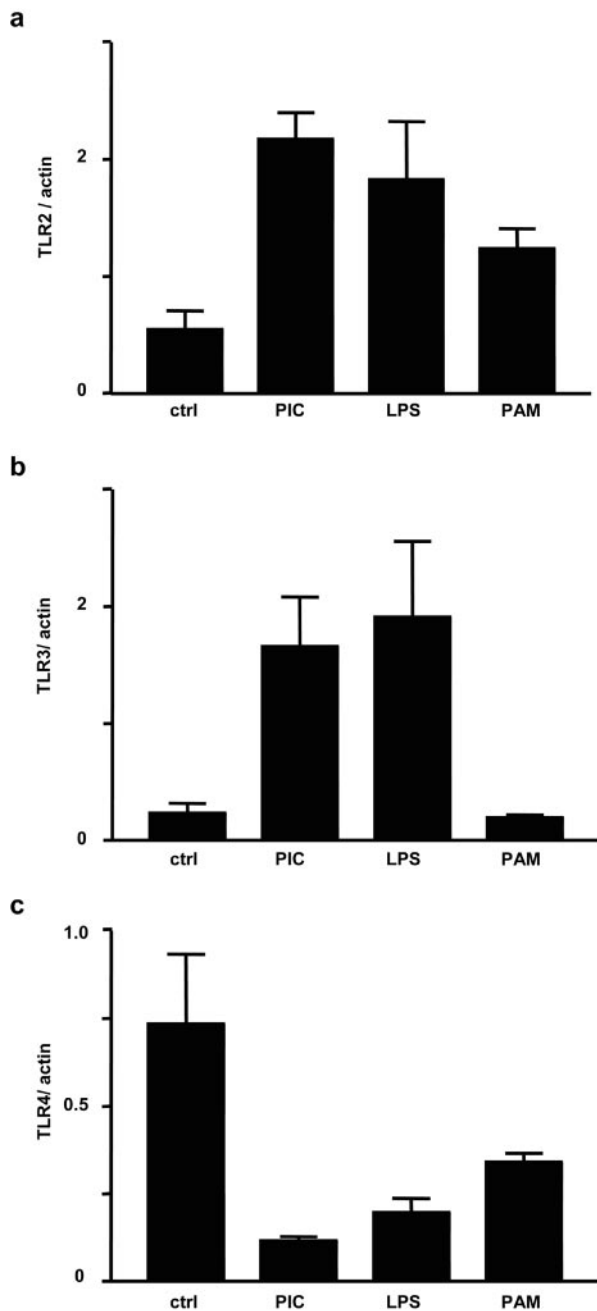 a
TLR2 / actin
2
0
ctrl PIC LPS PAM
b
TLR3/ actin
2
0
ctrl PIC LPS PAM
c
TLR4/ actin
1.0
0.5
0
ctrl PIC LPS PAM